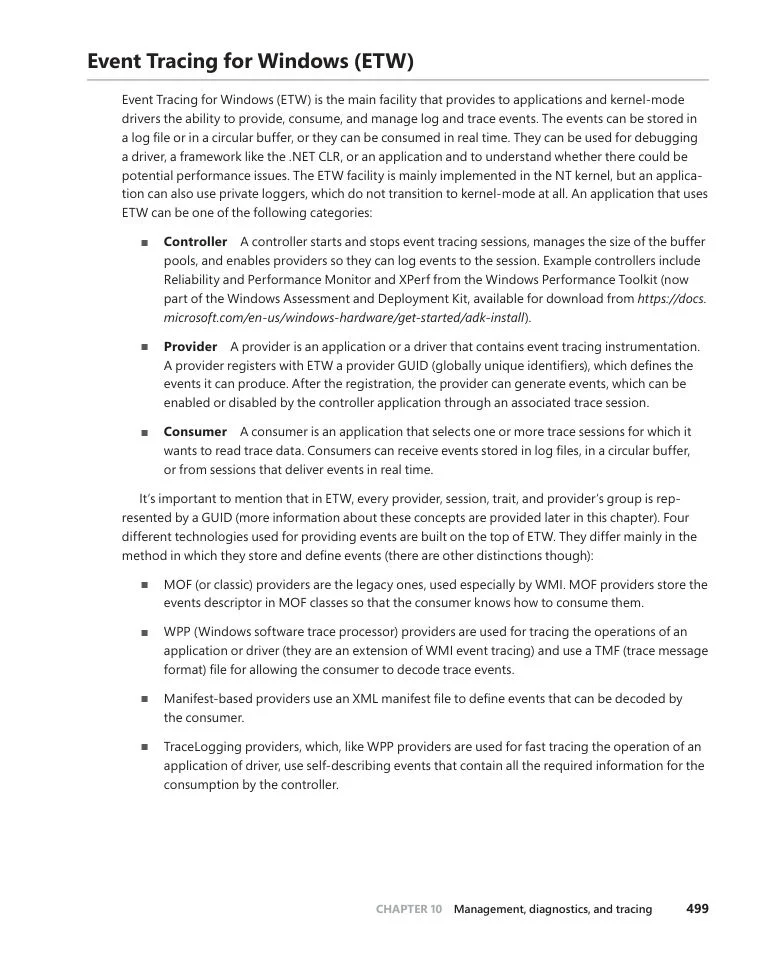 Event Tracing for Windows (ETW)
Event Tracing for Windows (ETW) is the main facility that provides to applications and kernel-mode
drivers the ability to provide, consume, and manage log and trace events. The events can be stored in
a log file or in a circular buffer, or they can be consumed in real time. They can be used for debugging
a driver, a framework like the .NET CLR, or an application and to understand whether there could be
potential performance issues. The ETW facility is mainly implemented in the NT kernel, but an applica-
tion can also use private loggers, which do not transition to kernel-mode at all. An application that uses
ETW can be one of the following categories:
■ Controller A controller starts and stops event tracing sessions, manages the size of the buffer
pools, and enables providers so they can log events to the session. Example controllers include
Reliability and Performance Monitor and XPerf from the Windows Performance Toolkit (now
part of the Windows Assessment and Deployment Kit, available for download from https://docs.
microsoft.com/en-us/windows-hardware/get-started/adk-install).
■ Provider A provider is an application or a driver that contains event tracing instrumentation.
A provider registers with ETW a provider GUID (globally unique identifiers), which defines the
events it can produce. After the registration, the provider can generate events, which can be
enabled or disabled by the controller application through an associated trace session.
■ Consumer A consumer is an application that selects one or more trace sessions for which it
wants to read trace data. Consumers can receive events stored in log files, in a circular buffer,
or from sessions that deliver events in real time.
It’s important to mention that in ETW, every provider, session, trait, and provider’s group is rep-
resented by a GUID (more information about these concepts are provided later in this chapter). Four
different technologies used for providing events are built on the top of ETW. They differ mainly in the
method in which they store and define events (there are other distinctions though):
■ MOF (or classic) providers are the legacy ones, used especially by WMI. MOF providers store the
events descriptor in MOF classes so that the consumer knows how to consume them.
■ WPP (Windows software trace processor) providers are used for tracing the operations of an
application or driver (they are an extension of WMI event tracing) and use a TMF (trace message
format) file for allowing the consumer to decode trace events.
■ Manifest-based providers use an XML manifest file to define events that can be decoded by
the consumer.
■ TraceLogging providers, which, like WPP providers are used for fast tracing the operation of an
application of driver, use self-describing events that contain all the required information for the
consumption by the controller.
CHAPTER 10 Management, diagnostics, and tracing 499